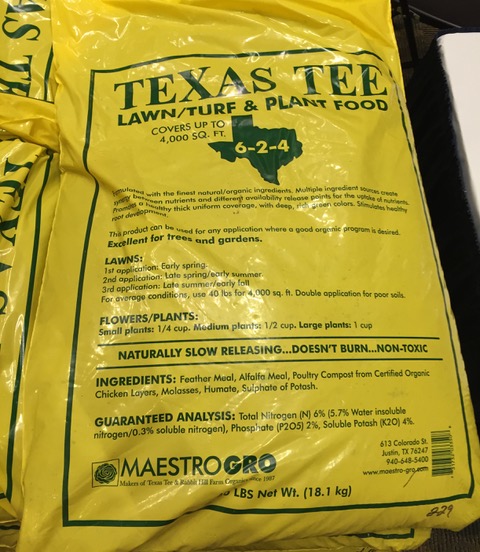 TEXAS TEE
LAWN/TURF & PLANT FOOD
COVERS UP TO
4,000 SQ. FT.
6-2-4
with the finest natural/organic ingredients. Multiple ingredient sources create
between nutrients and different availability release points for the uptake of nutrients.
Promotes a healthy thick uniform coverage, with deep, rich green colors. Stimulates healthy
root development.
This product can be used for any application where a good organic program is desired.
Excellent for trees and gardens.
LAWNS:
1st application: Early spring.
2nd application: Late spring/early summer
3rd application: Late summer/early fall
For average conditions, use 40 lbs for 4,000 sq. ft. Double application for poor soils.
FLOWERS/PLANTS:
Small plants: 1/4 cup. Medium plants: 1/2 cup. Large plants: 1 cup
NATURALLY SLOW RELEASING...DOESN'T BURN...NON-TOXIC
INGREDIENTS: Feather Meal, Alfalfa Meal, Poultry Compost from Certified Organic
Chicken Layors, Molasses, Humate, Sulphate of Potash.
GUARANTEED ANALYSIS: Total Nitrogen (N) 6% (5.7% Water insoluble
nitrogen/0.3% soluble nitrogen), Phosphate (P2O5) 2%, Soluble Potash (K2O) 4%.
613 Colorado St.
Justin, TX 76247
940-648-5400
www.maestro-gro.com
MAESTROGRO
Makers of Texas Tee & Rabbit Hill Farm Organics since 1987
LBS Net Wt. (18.1 kg)